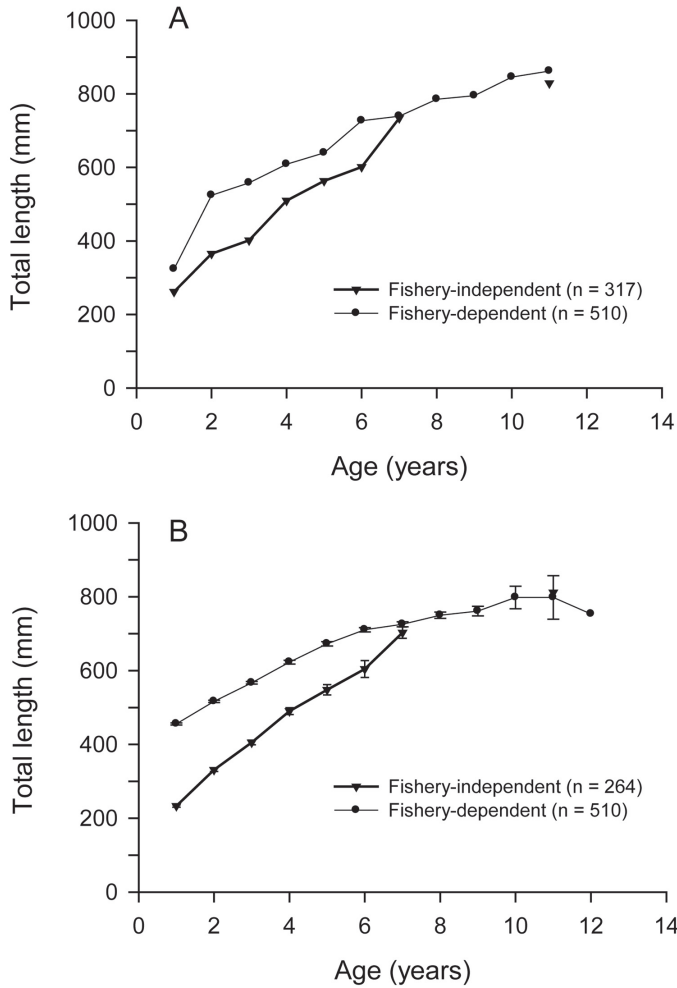 A
1000
800
600
400
200
0
Total length (mm)
Fishery-independent (n = 317)
Fishery-dependent (n = 510)
0 2 4 6 8 10 12 14
Age (years)
B
1000
800
600
400
200
0
Total length (mm)
Fishery-independent (n = 264)
Fishery-dependent (n = 510)
0 2 4 6 8 10 12 14
Age (years)